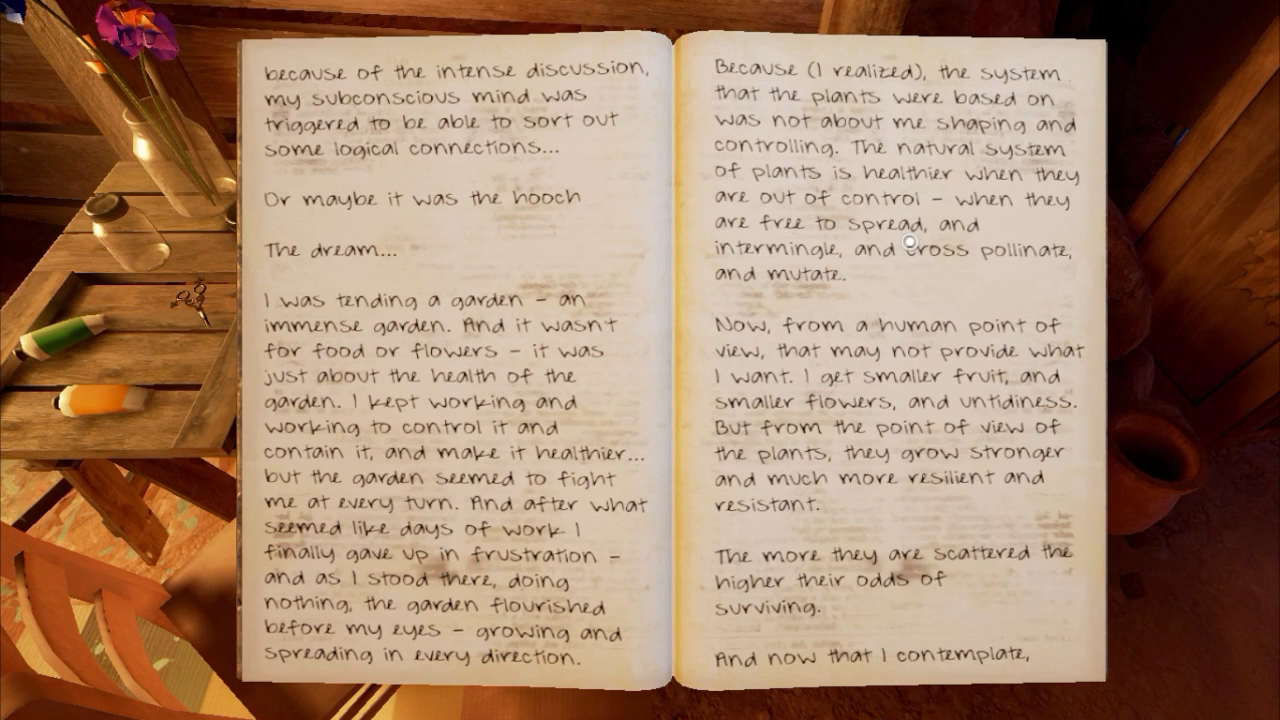 because of the intense discussion,
my subconscious mind was
triggered to be able to sort out
some logical connections...
Or maybe it was the hooch
The dream...
I was tending a garden – an
immense garden. And it wasn't
for food or flowers – it was
just about the health of the
garden. I kept working and
working to control it and
contain it, and make it healthier...
but the garden seemed to fight
me at every turn. And after what
seemed like days of work I
finally gave up in frustration –
and as I stood there, doing
nothing, the garden flourished
before my eyes – growing and
spreading in every direction.
Because (I realized), the system
that the plants were based on
was not about me shaping and
controlling. The natural system
of plants is healthier when they
are out of control – when they
are free to spread, and
intermingle, and cross pollinate,
and mutate.
Now, from a human point of
view, that may not provide what
I want. I get smaller fruit, and
smaller flowers, and untidiness.
But from the point of view of
the plants, they grow stronger
and much more resilient and
resistant.
The more they are scattered the
higher their odds of
surviving.
And now that I contemplate,